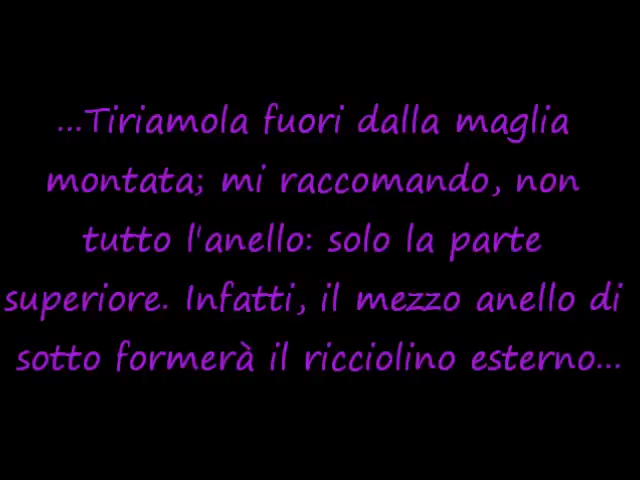 ...Tiriamola fuori dalla maglia
montata; mi raccomando, non
tutto l'anello: solo la parte
superiore. Infatti, il mezzo anello di
sotto formerà il ricciolino esterno...